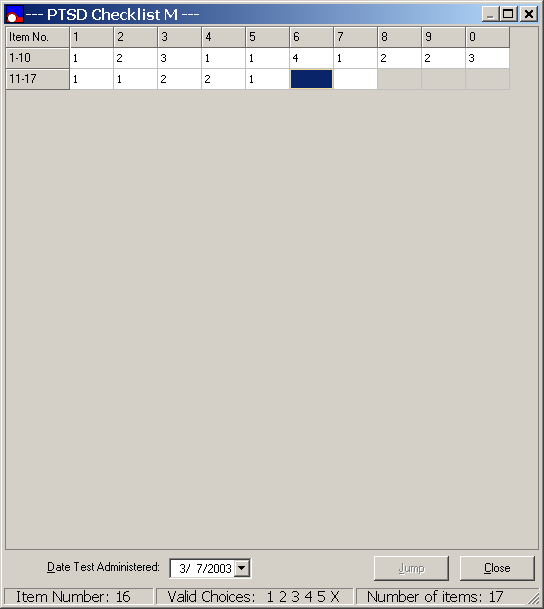 --- PTSD Checklist M ---
Item No. 1 2 3 4 5 6 7 8 9 0
1-10 1 2 3 1 1 4 1 2 2 3
11-17 1 1 2 2 1
Date Test Administered: 3/ 7/2003 Jump Close
Item Number: 16 Valid Choices: 1 2 3 4 5 X Number of items: 17